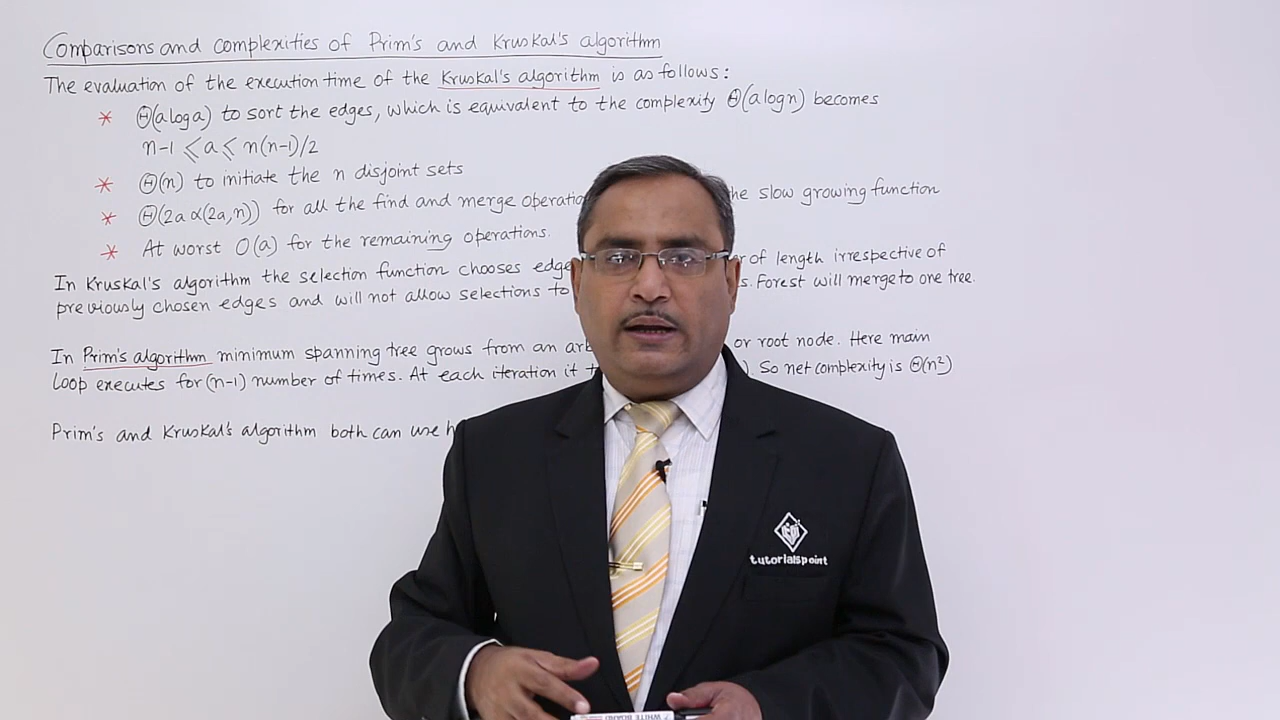 Comparisons and complexities of Prim's and Kruskal's algorithm
The evaluation of the execution time of the Kruskal's algorithm is as follows:
* Θ(a log a) to sort the edges, which is equivalent to the complexity Θ(a log n) becomes
n-1 ⩽ a ⩽ n(n-1)/2
* Θ(n) to initiate the n disjoint sets
* Θ(2a α(2a, n)) for all the find and merge the slow growing function
* At worst O(a) for the remaining operations.
In Kruskal's algorithm the selection function chooses of length irrespective of
previously chosen edges and will not allow selections to Forest will merge to one tree.
In Prim's algorithm minimum spanning tree grows from an or root node. Here main
loop executes for (n-1) number of times. At each iteration it So net complexity is Θ(n²)
Prim's and Kruskal's algorithm both can use
tutorialspoint
WHITE BOARD